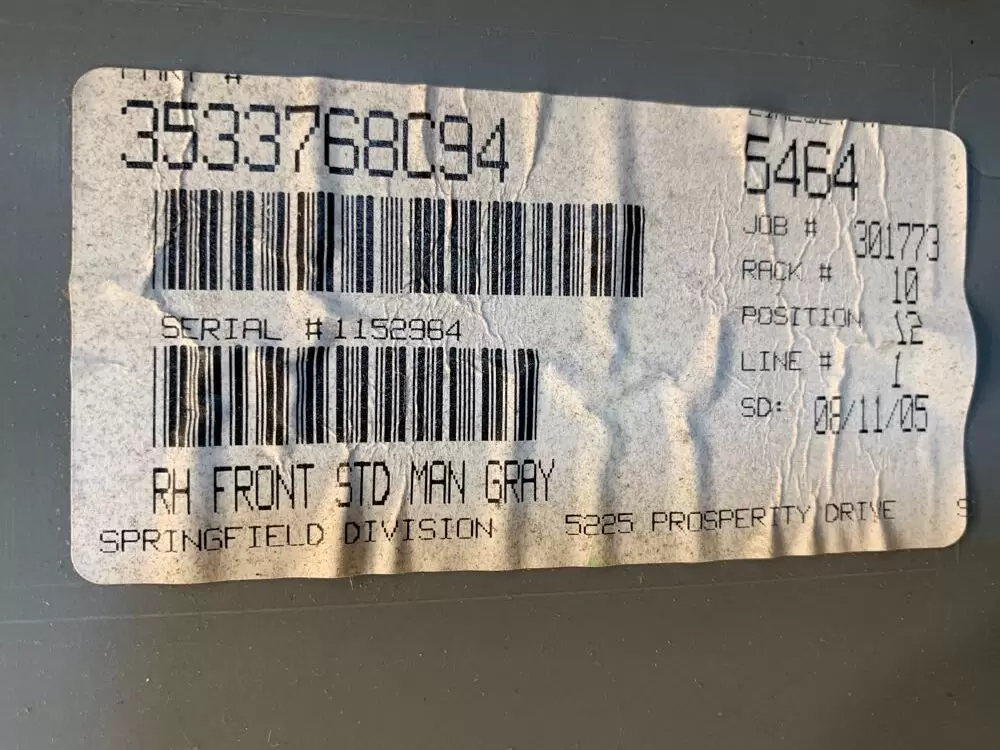 PART #
3533768C94
SERIAL #1152984
RH FRONT STD MAN GRAY
SPRINGFIELD DIVISION 5225 PROSPERITY DRIVE S
5464
JOB # 301773
RACK # 10
POSITION 12
LINE # 1
SD: 08/11/05